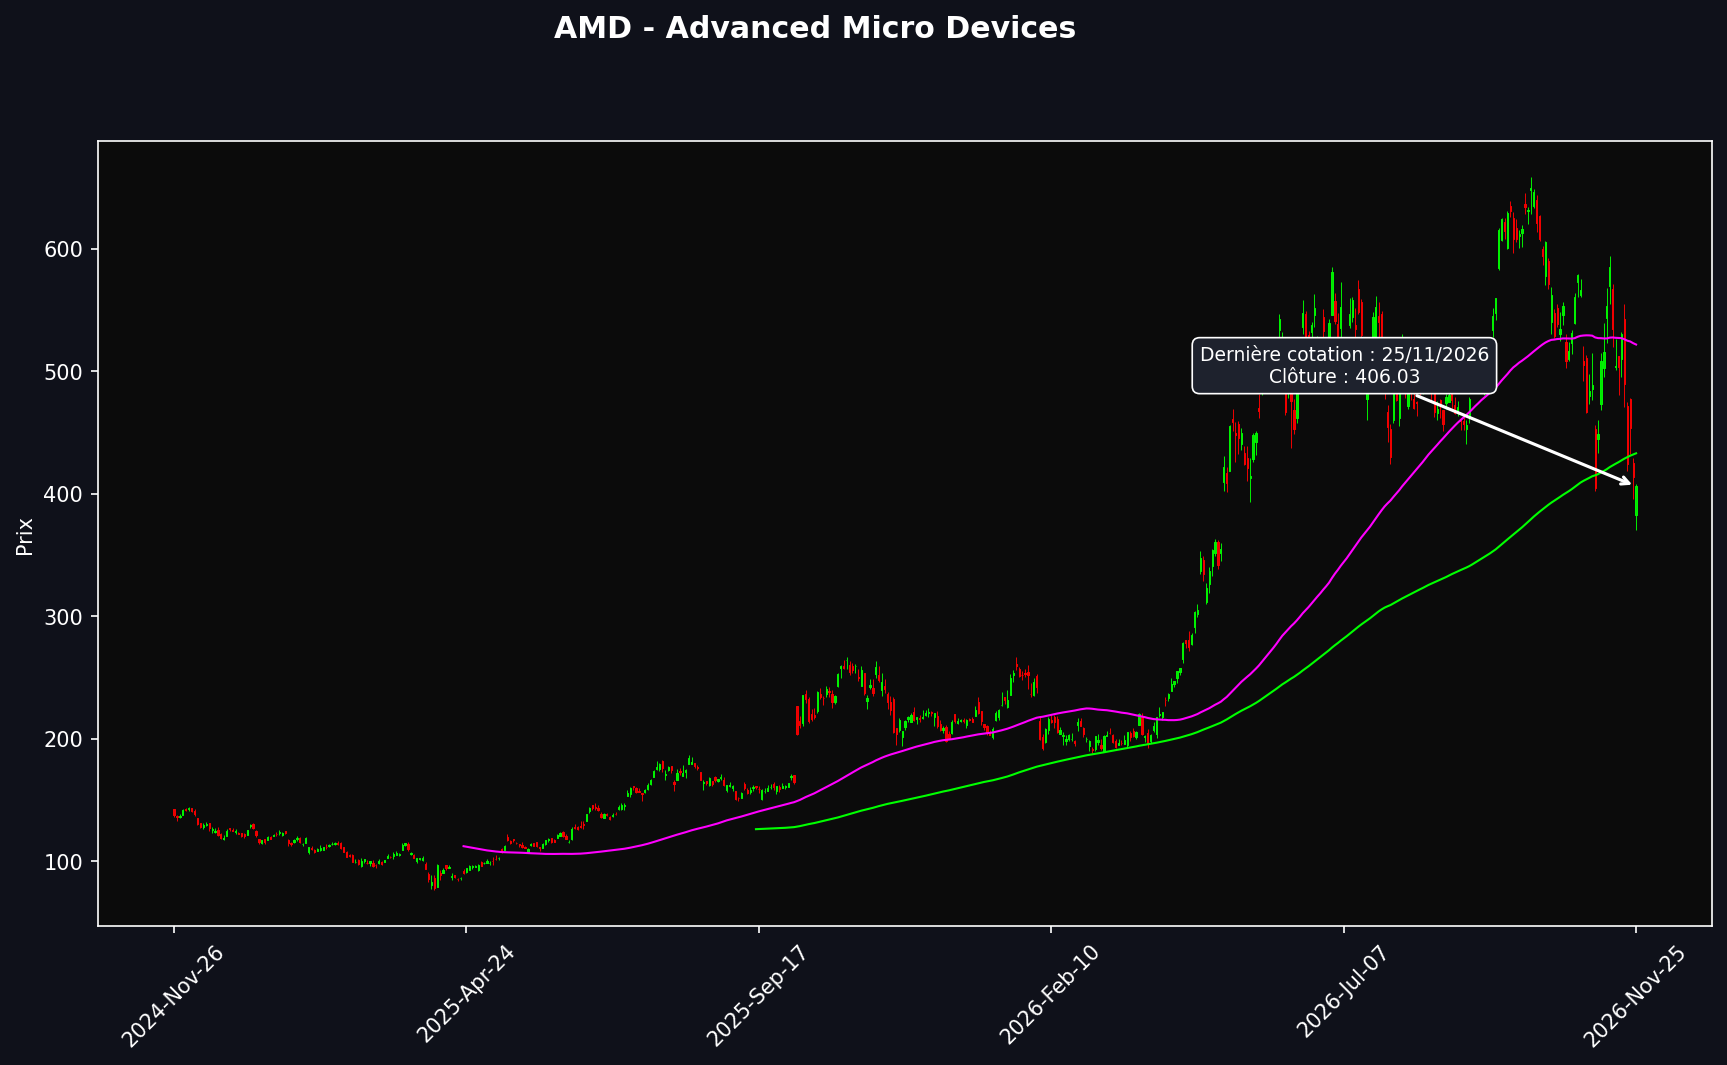 AMD - Advanced Micro Devices
Prix
600
500
400
300
200
100
Dernière cotation : 25/11/2026
Clôture : 406.03
2024-Nov-26
2025-Apr-24
2025-Sep-17
2026-Feb-10
2026-Jul-07
2026-Nov-25